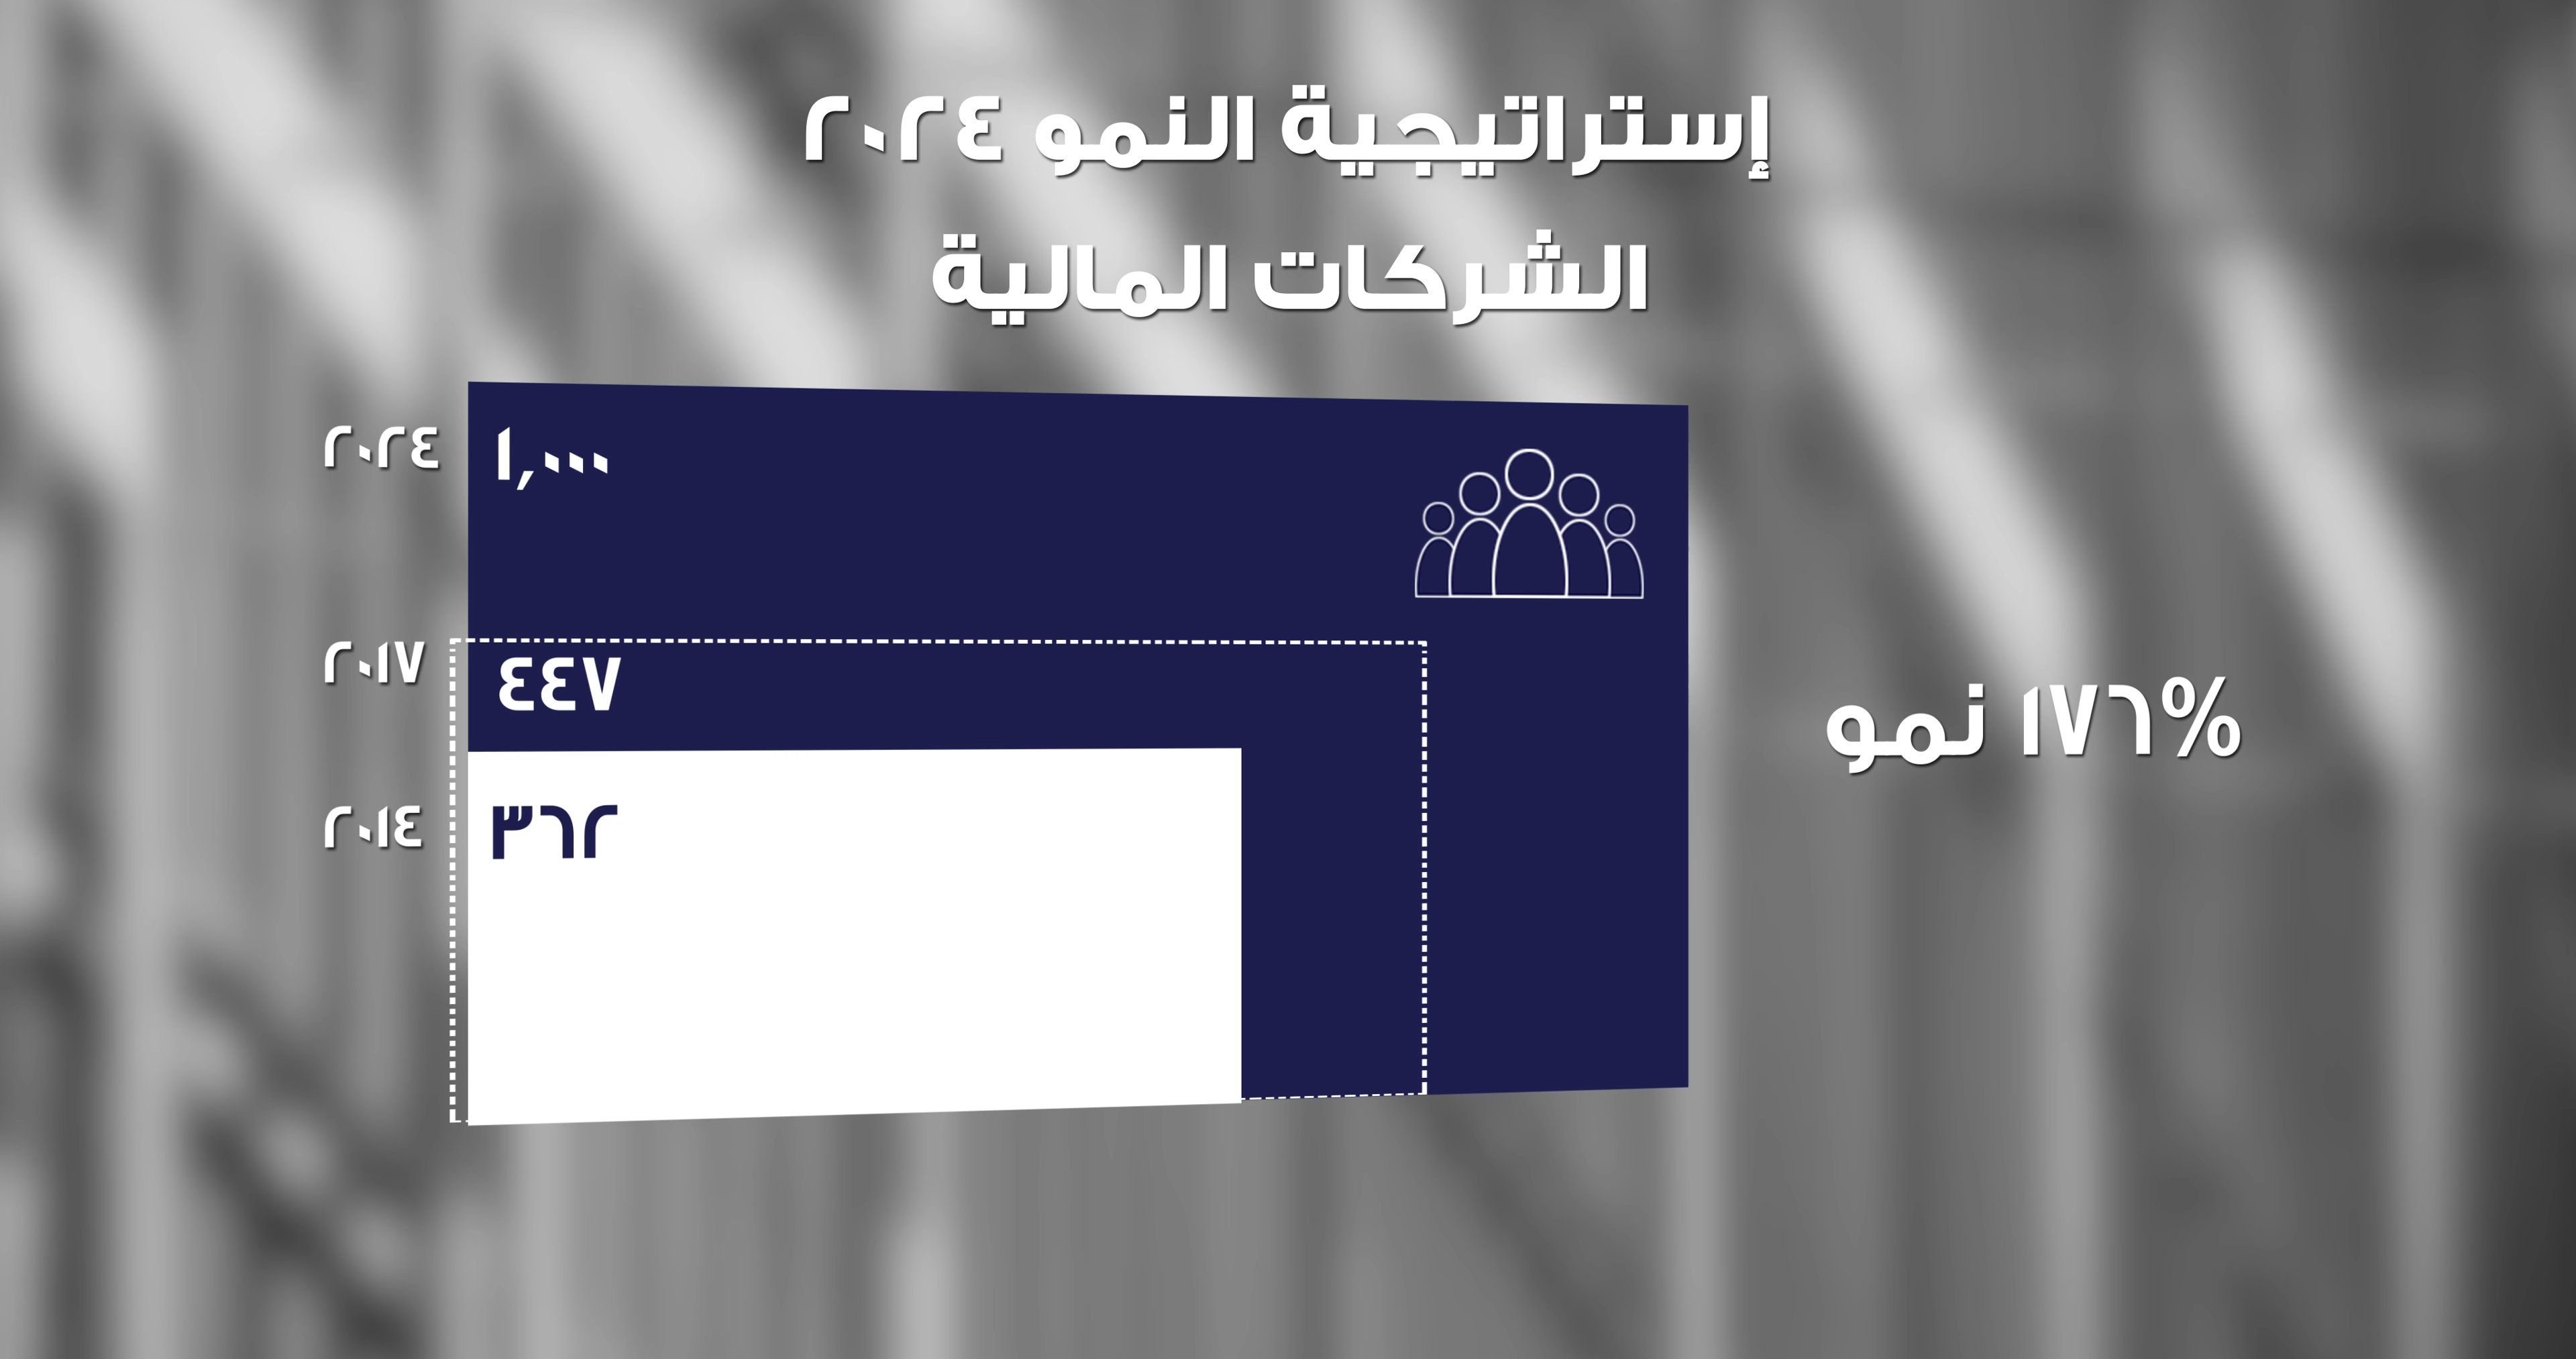 إستراتيجية النمو ٢٠٢٤
الشركات المالية
٢٠٢٤
١,٠٠٠
٢٠١٧
٤٤٧
١٧٦% نمو
٢٠١٤
٣٦٢